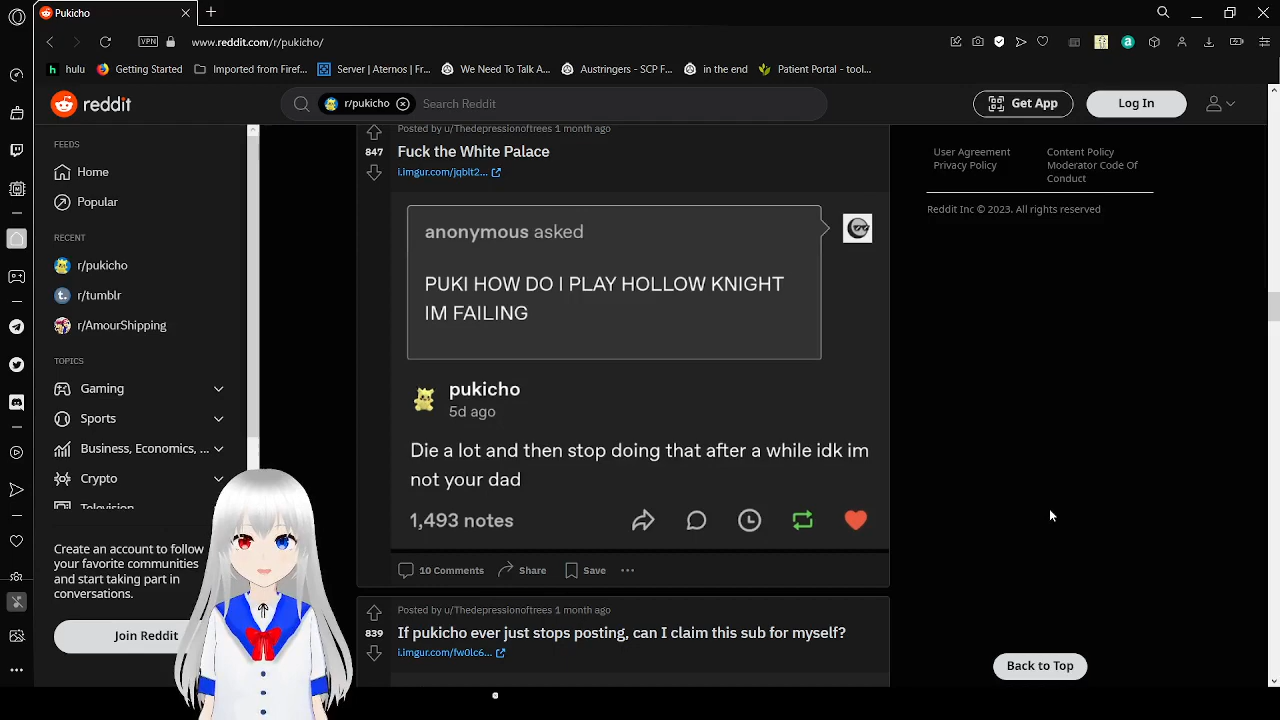 Pukicho
VPN
www.reddit.com/r/pukicho/
hulu
Getting Started
Imported from Firef...
Server | Aternos | Fr...
We Need To Talk A...
Austringers - SCP F...
in the end
Patient Portal - tool...
reddit
r/pukicho
Search Reddit
Get App
Log In
FEEDS
Home
Popular
RECENT
r/pukicho
r/tumblr
r/AmourShipping
TOPICS
Gaming
Sports
Business, Economics, ...
Crypto
Television
Create an account to follow
your favorite communities
and start taking part in
conversations.
Join Reddit
Posted by u/Thedepressionoftrees 1 month ago
847
Fuck the White Palace
i.imgur.com/jqblt2...
anonymous asked
PUKI HOW DO I PLAY HOLLOW KNIGHT
IM FAILING
pukicho
5d ago
Die a lot and then stop doing that after a while idk im
not your dad
1,493 notes
10 Comments
Share
Save
Posted by u/Thedepressionoftrees 1 month ago
839
If pukicho ever just stops posting, can I claim this sub for myself?
i.imgur.com/fw0lc6...
User Agreement
Privacy Policy
Content Policy
Moderator Code Of
Conduct
Reddit Inc © 2023. All rights reserved
Back to Top